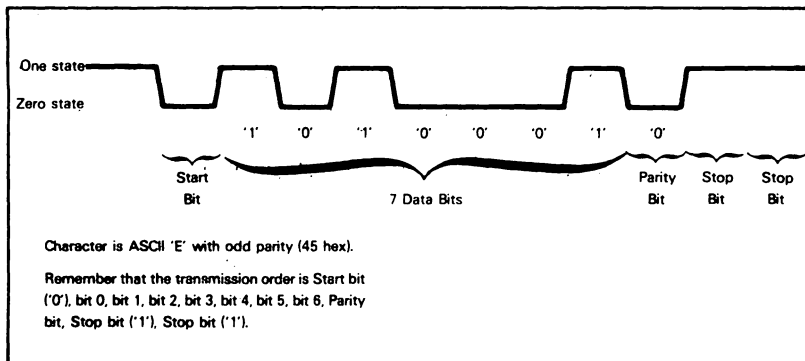 One state
Zero state
'1' '0' '1' '0' '0' '0' '1' '0'
Start Bit
7 Data Bits
Parity Bit
Stop Bit
Stop Bit
Character is ASCII 'E' with odd parity (45 hex).
Remember that the transmission order is Start bit
('0'), bit 0, bit 1, bit 2, bit 3, bit 4, bit 5, bit 6, Parity
bit, Stop bit ('1'), Stop bit ('1').